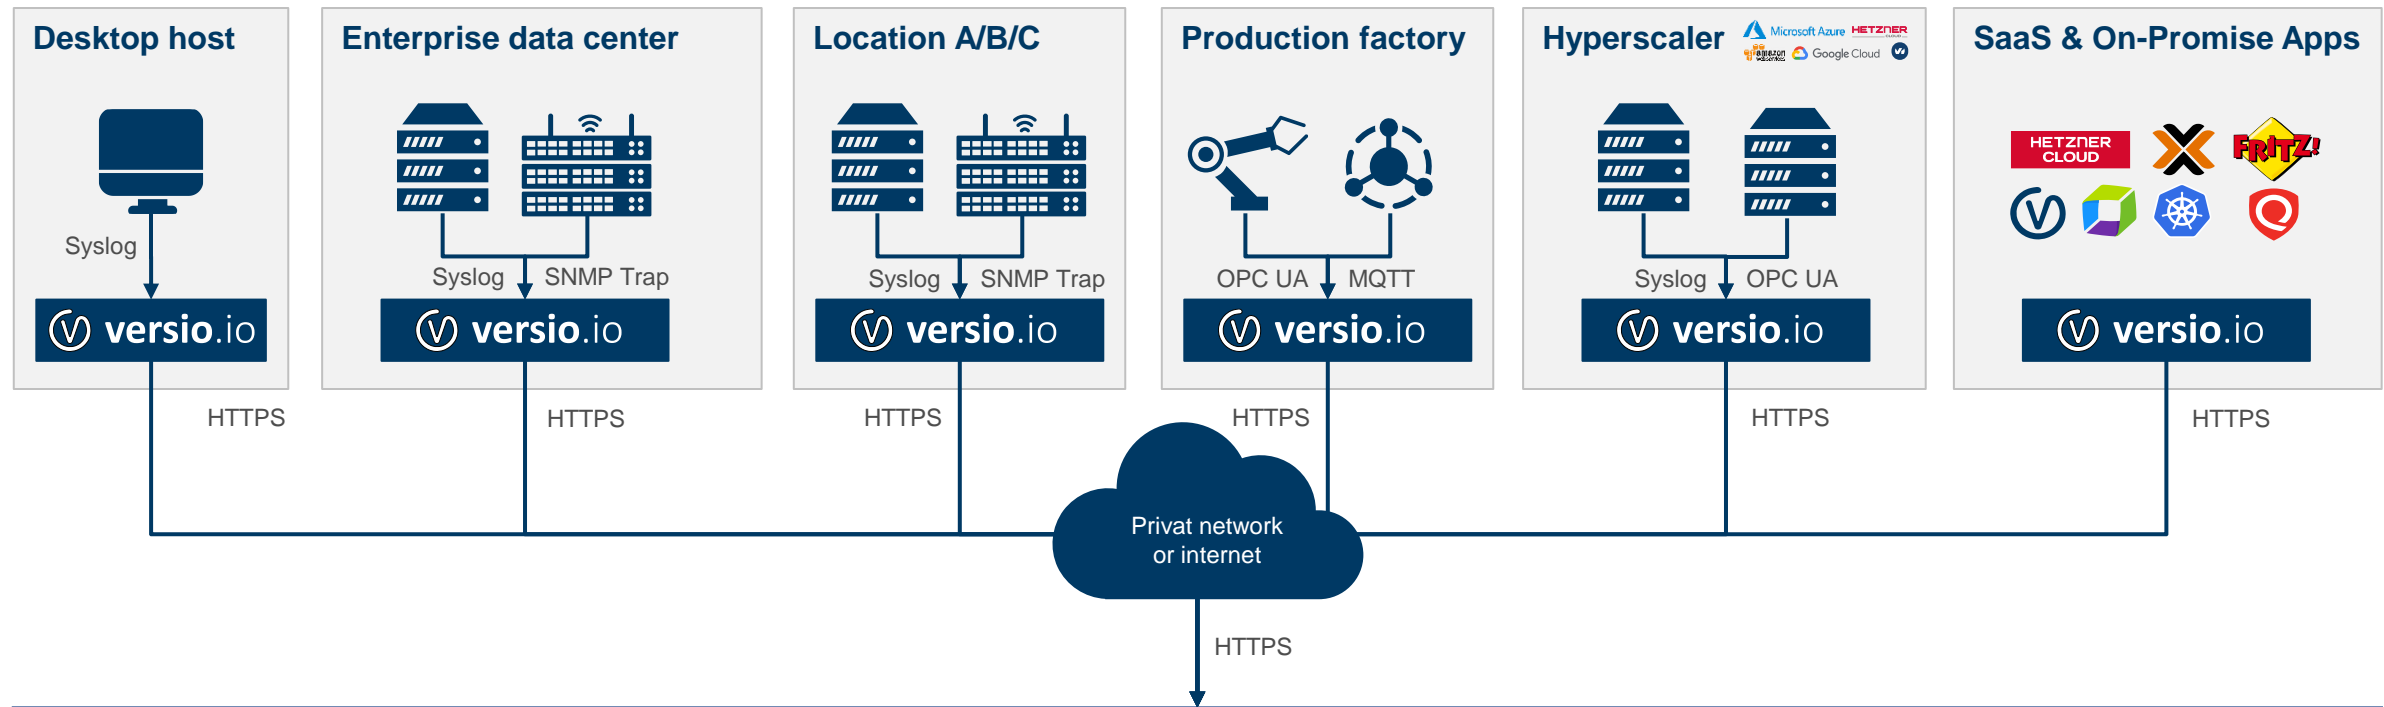 Desktop host
Enterprise data center
Location A/B/C
Production factory
Hyperscaler
Microsoft Azure
HETZNER
CLOUD
amazon
webservices
Google Cloud
SaaS & On-Promise Apps
HETZNER
CLOUD
FRITZ!
Syslog
Syslog
SNMP Trap
Syslog
SNMP Trap
OPC UA
MQTT
Syslog
OPC UA
versio.io
versio.io
versio.io
versio.io
versio.io
versio.io
HTTPS
HTTPS
HTTPS
HTTPS
HTTPS
HTTPS
Privat network
or internet
HTTPS